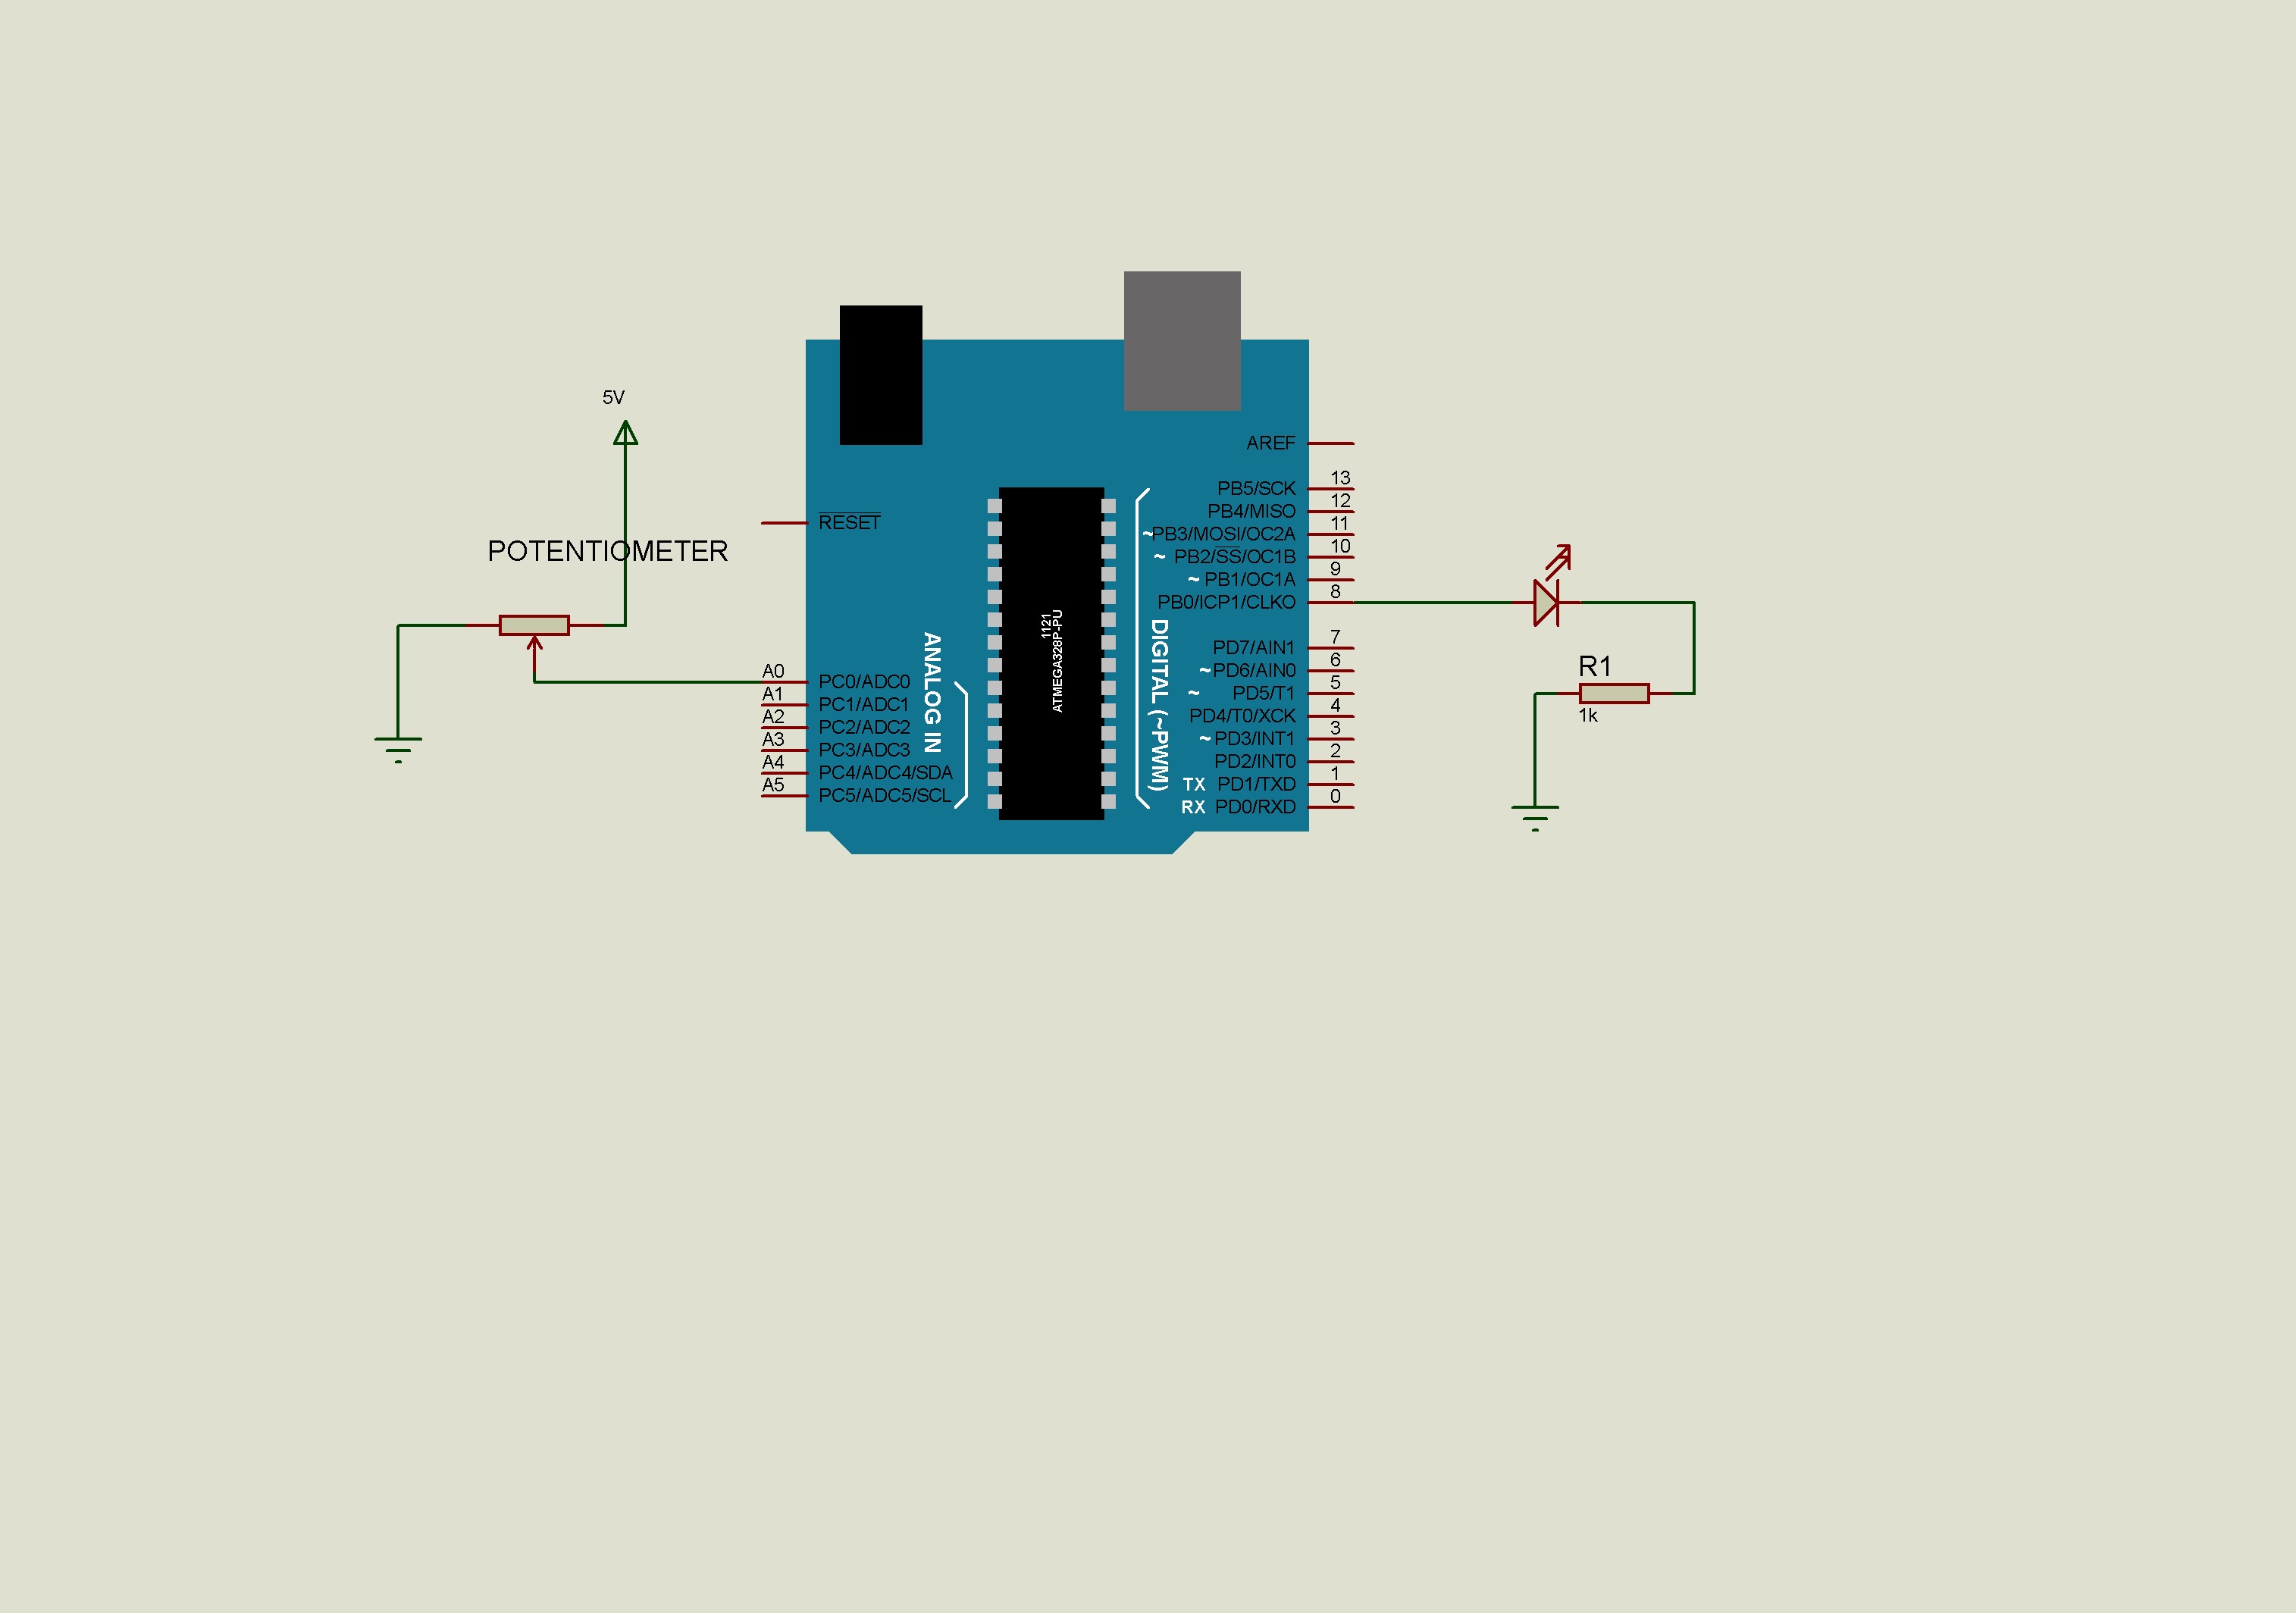 5V
POTENTIOMETER
RESET
A0
PC0/ADC0
A1
PC1/ADC1
A2
PC2/ADC2
A3
PC3/ADC3
A4
PC4/ADC4/SDA
A5
PC5/ADC5/SCL
ANALOG IN
1121
ATMEGA328P-PU
DIGITAL (~PWM)
AREF
13
PB5/SCK
12
PB4/MISO
11
~PB3/MOSI/OC2A
10
~ PB2/SS/OC1B
9
~ PB1/OC1A
8
PB0/ICP1/CLKO
7
PD7/AIN1
6
~PD6/AIN0
5
~ PD5/T1
4
PD4/T0/XCK
3
~ PD3/INT1
2
PD2/INT0
1
TX PD1/TXD
0
RX PD0/RXD
R1
1k